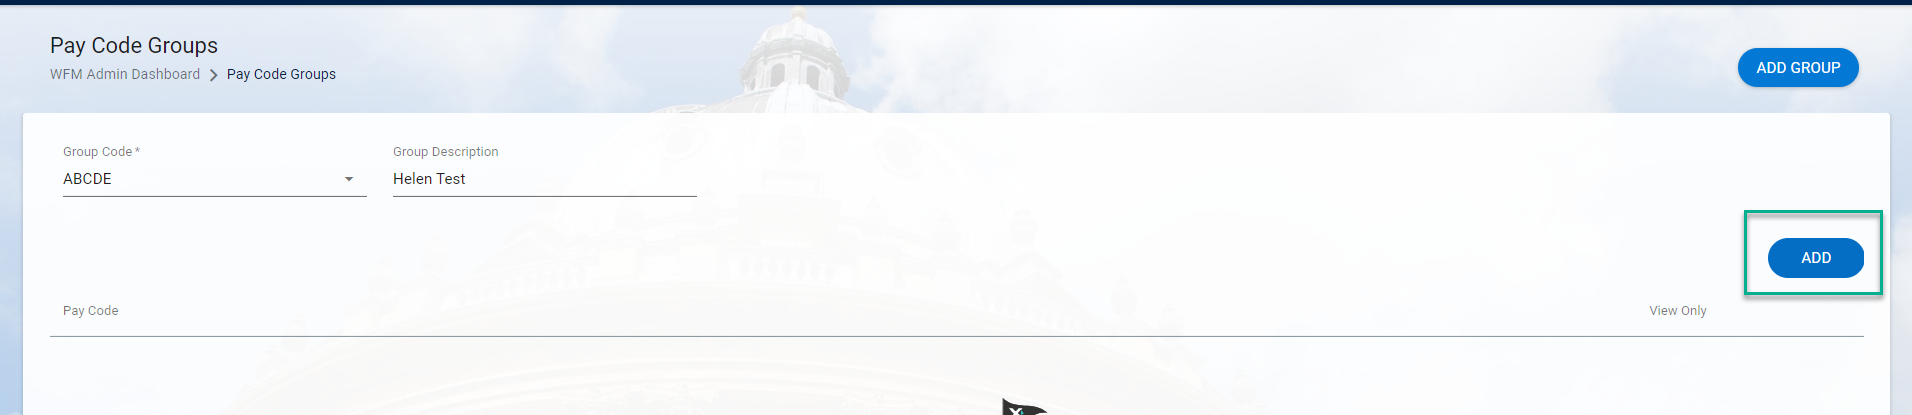 Pay Code Groups
WFM Admin Dashboard > Pay Code Groups
ADD GROUP
Group Code *
Group Description
ABCDE
Helen Test
ADD
Pay Code
View Only